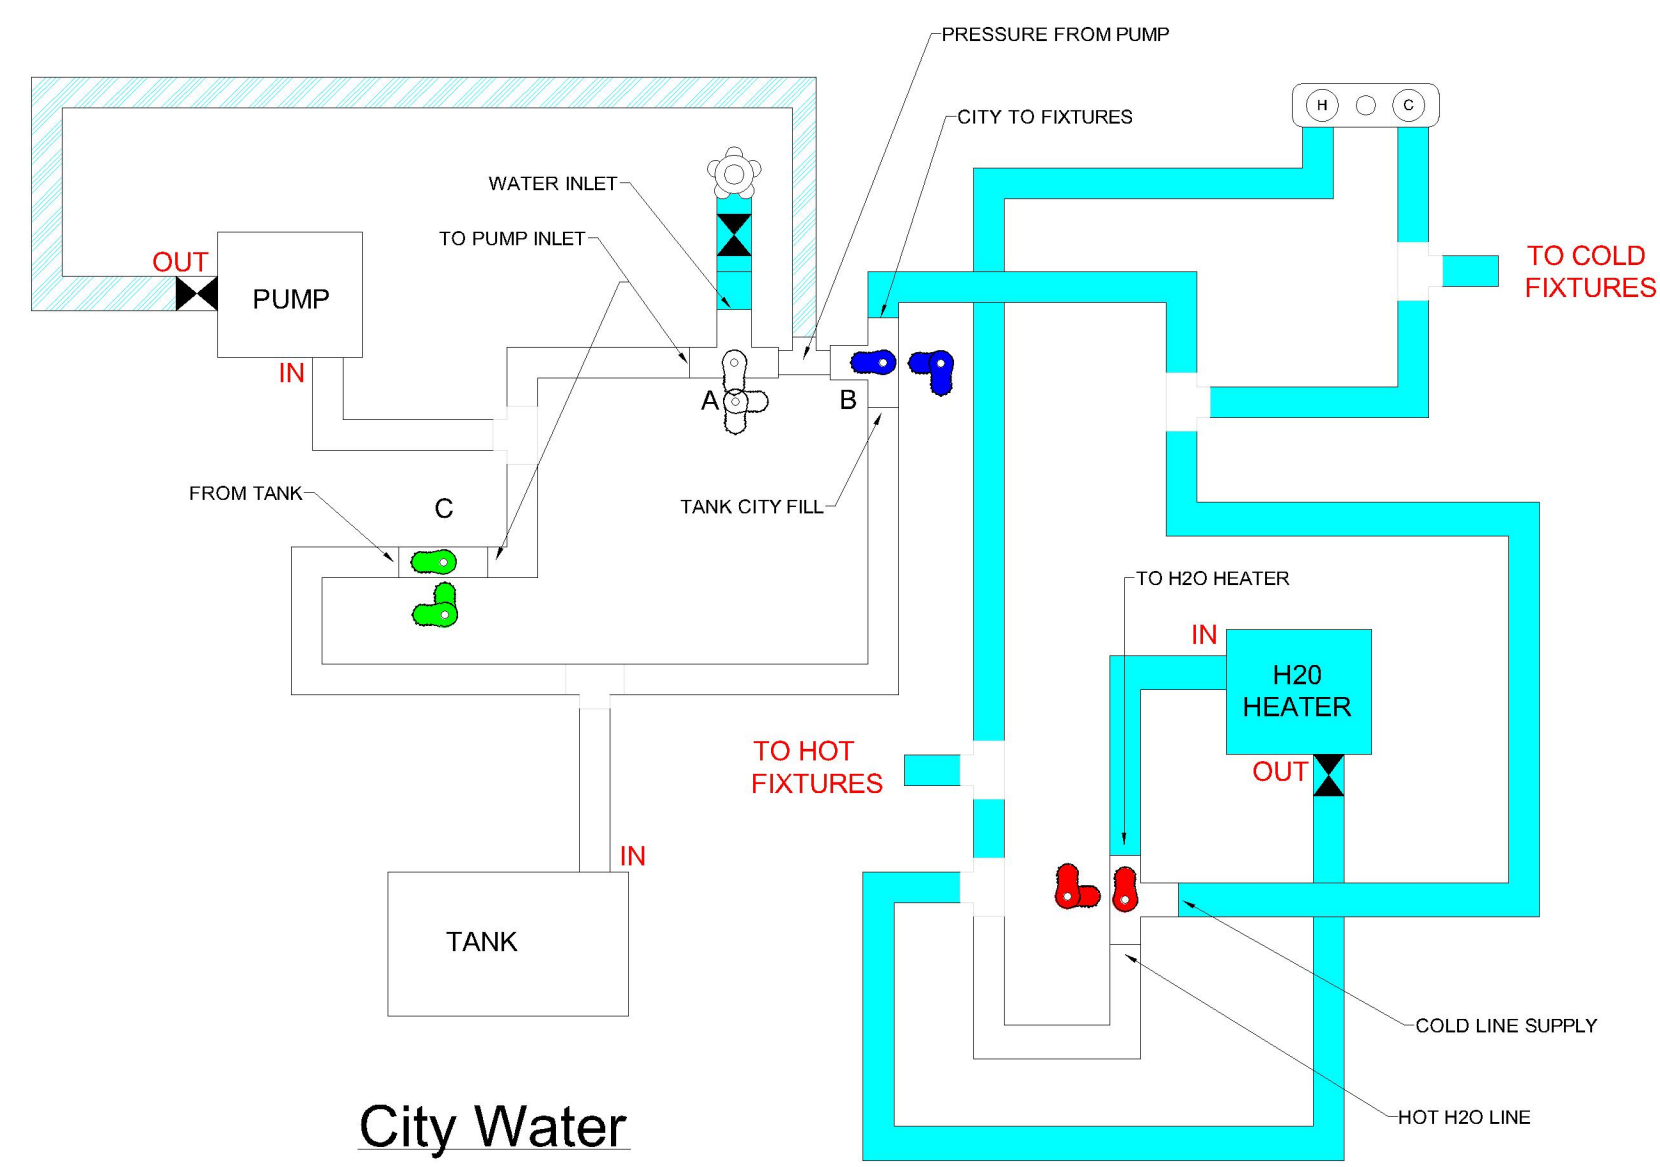 PRESSURE FROM PUMP
H
C
CITY TO FIXTURES
WATER INLET
TO PUMP INLET
TO COLD
FIXTURES
OUT
PUMP
IN
A
B
FROM TANK
C
TANK CITY FILL
TO H2O HEATER
IN
H20
HEATER
TO HOT
FIXTURES
OUT
IN
TANK
COLD LINE SUPPLY
City Water
HOT H2O LINE